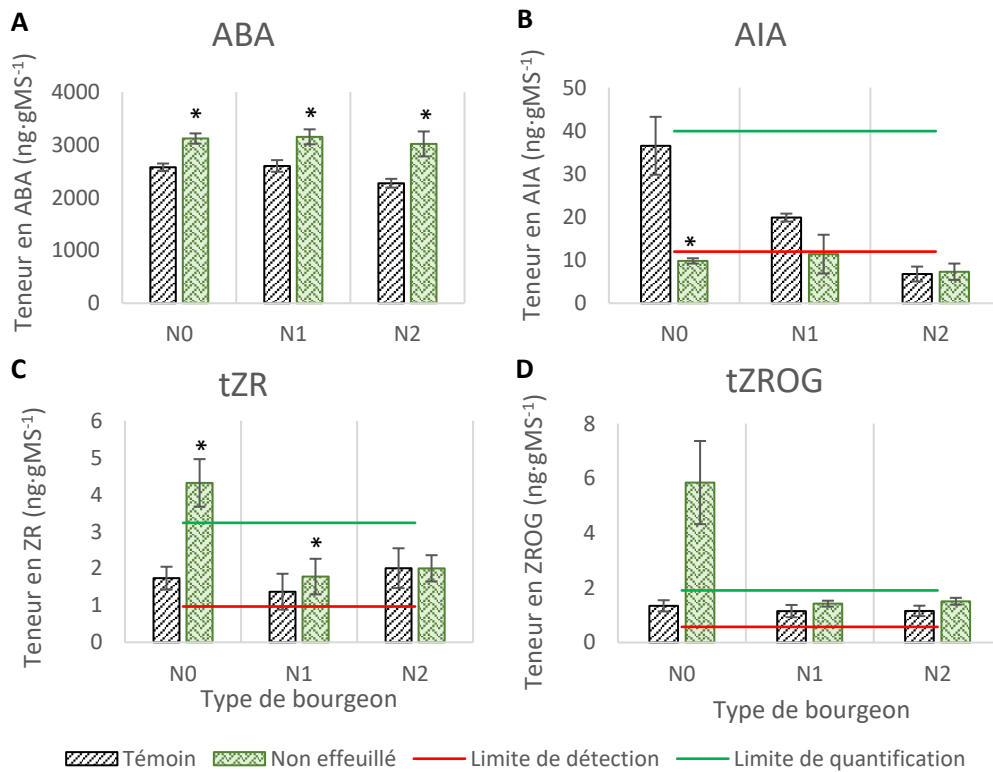 A
ABA
Teneur en ABA (ng·gMS⁻¹)
4000
3000
2000
1000
0
*
*
*
N0
N1
N2
B
AIA
Teneur en AIA (ng·gMS⁻¹)
50
40
30
20
10
0
*
N0
N1
N2
C
tZR
Teneur en ZR (ng·gMS⁻¹)
6
5
4
3
2
1
0
*
*
N0
N1
N2
Type de bourgeon
D
tZROG
Teneur en ZROG (ng·gMS⁻¹)
8
6
4
2
0
N0
N1
N2
Type de bourgeon
Témoin Non effeuillé Limite de détection Limite de quantification